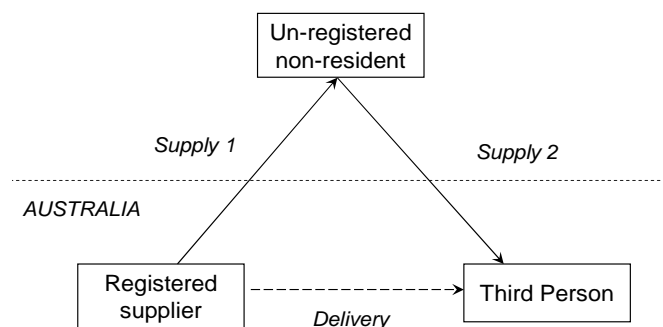 Un-registered
non-resident
Supply 1
Supply 2
AUSTRALIA
Registered
supplier
Third Person
Delivery